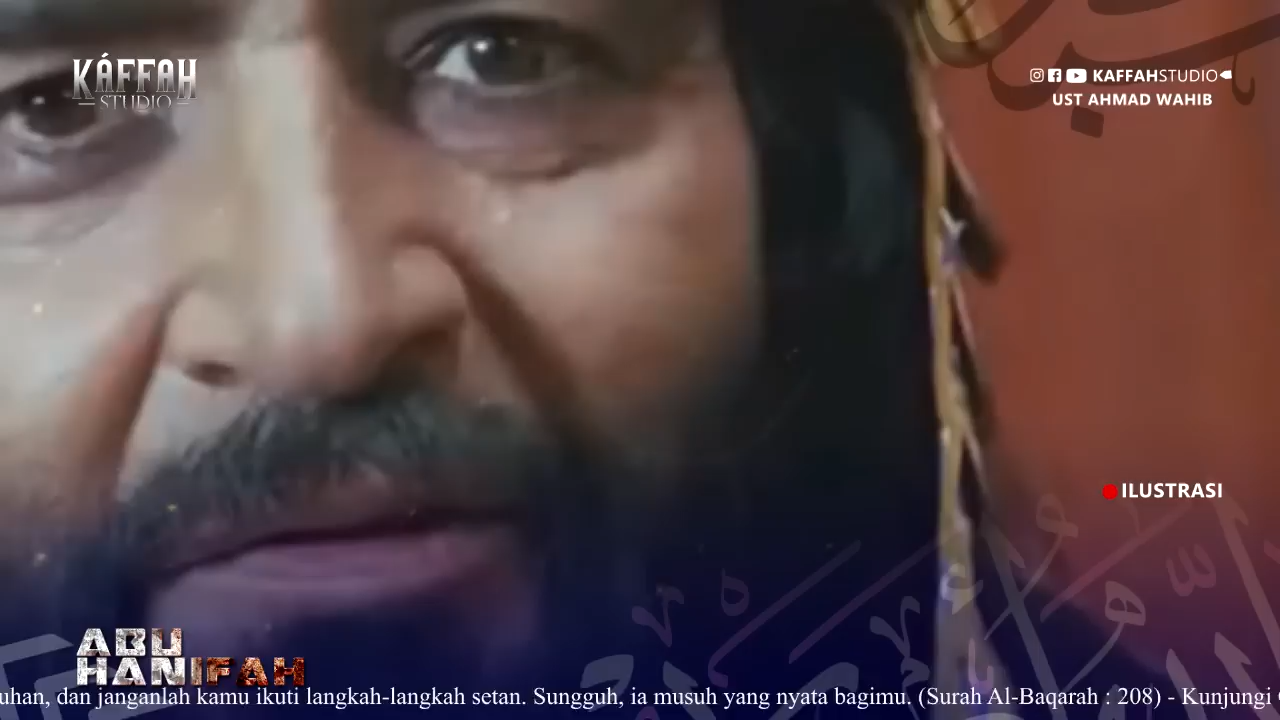 KÁFFAH
STUDIO
KAFFAHSTUDIO
UST AHMAD WAHIB
ILUSTRASI
ABU
HANIFAH
uhan, dan janganlah kamu ikuti langkah-langkah setan. Sungguh, ia musuh yang nyata bagimu. (Surah Al-Baqarah : 208) - Kunjungi